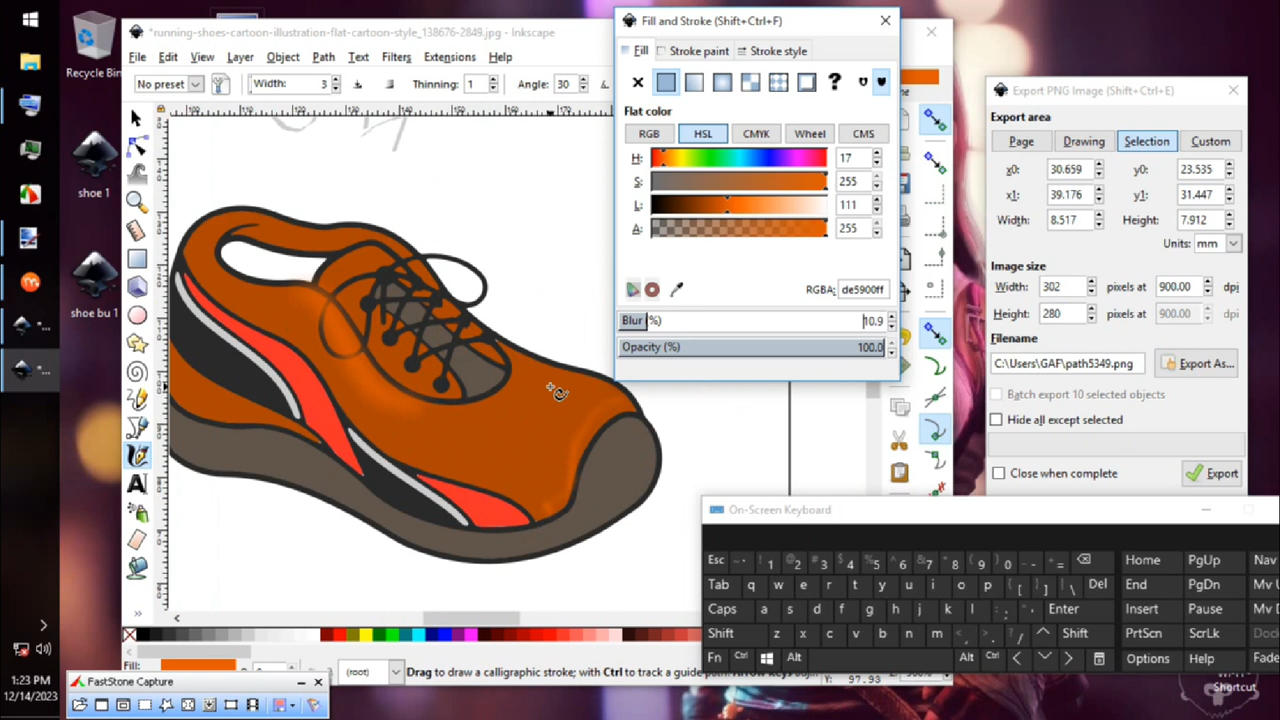 Recycle Bin
shoe 1
shoe bu 1
*running-shoes-cartoon-illustration-flat-cartoon-style_138676-2849.jpg - Inkscape
File Edit View Layer Object Path Text Filters Extensions Help
No preset Width: 3 Thinning: 1 Angle: 30
Fill and Stroke (Shift+Ctrl+F)
Fill Stroke paint Stroke style
Flat color
RGB HSL CMYK Wheel CMS
H: 17
S: 255
L: 111
A: 255
RGBA: de5900ff
Blur (%) 10.9
Opacity (%) 100.0
Export PNG Image (Shift+Ctrl+E)
Export area
Page Drawing Selection Custom
x0: 30.659 y0: 23.535
x1: 39.176 y1: 31.447
Width: 8.517 Height: 7.912
Units: mm
Image size
Width: 302 pixels at 900.00 dpi
Height: 280 pixels at 900.00 dpi
Filename
C:\Users\GAF\path5349.png Export As...
Batch export 10 selected objects
Hide all except selected
Close when complete Export
On-Screen Keyboard
Esc ~ ` ! 1 @ 2 # 3 $ 4 % 5 ^ 6 & 7 * 8 ( 9 ) 0 _ - + = Home PgUp Nav
Tab q w e r t y u i o p { [ } ] | \ Del End PgDn Mv U
Caps a s d f g h j k l : ; " ' Enter Insert Pause
Shift z x c v b n m < , > . ? / Shift PrtScn ScrLk Dock
Fn Ctrl Alt Alt Ctrl Options Help Fade
Fill: (root) Drag to draw a calligraphic stroke; with Ctrl to track a guide
Y: 97.93
FastStone Capture
1:23 PM
12/14/2023
Shortcut